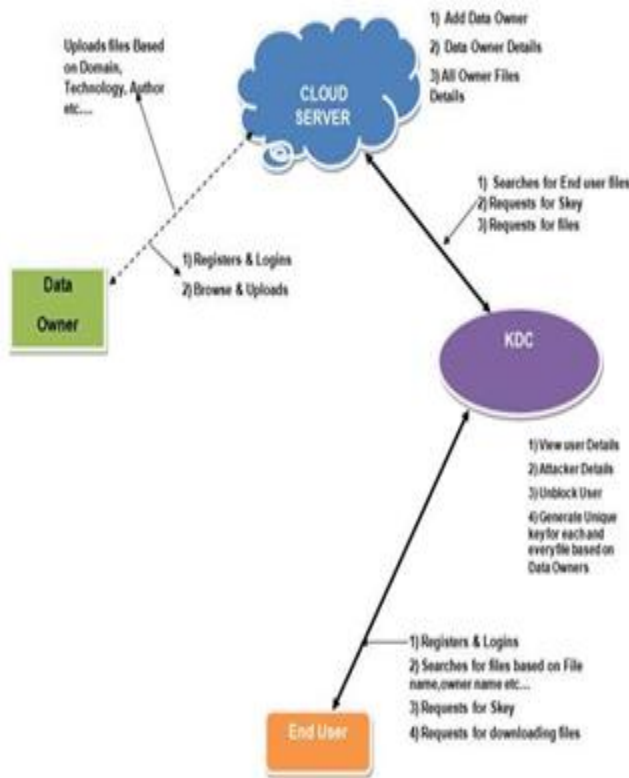 Uploads files Based
on Domain,
Technology, Author
etc....
CLOUD
SERVER
1) Add Data Owner
2) Data Owner Details
3) All Owner Files
Details
1) Searches for End user files
2) Requests for Skey
3) Requests for files
1) Registers & Logins
2) Browse & Uploads
Data
Owner
KDC
1) View user Details
2) Attacker Details
3) Unblock User
4) Generate Unique
key for each and
every file based on
Data Owners
1) Registers & Logins
2) Searches for files based on File
name,owner name etc...
3) Requests for Skey
4) Requests for downloading files
End User